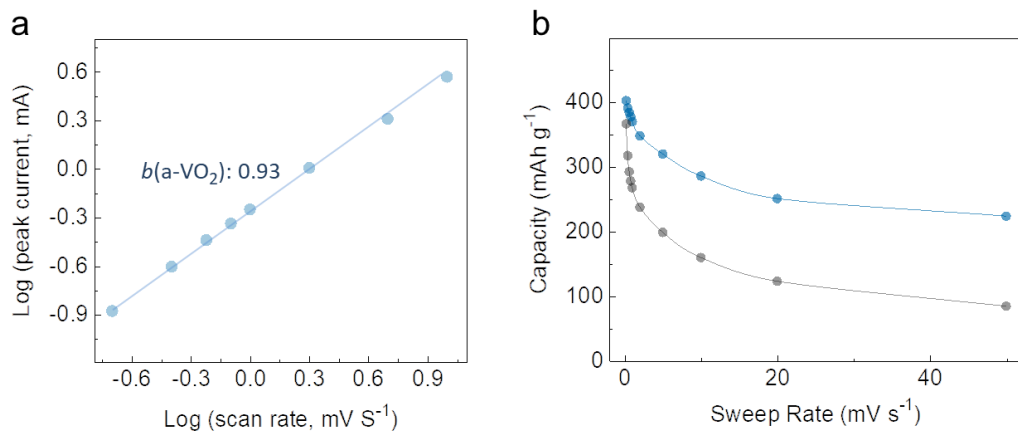 a
Log (peak current, mA)
0.6
0.3
0.0
-0.3
-0.6
-0.9
b(a-VO₂): 0.93
-0.6 -0.3 0.0 0.3 0.6 0.9
Log (scan rate, mV S⁻¹)
b
Capacity (mAh g⁻¹)
400
300
200
100
0
0 20 40
Sweep Rate (mV s⁻¹)